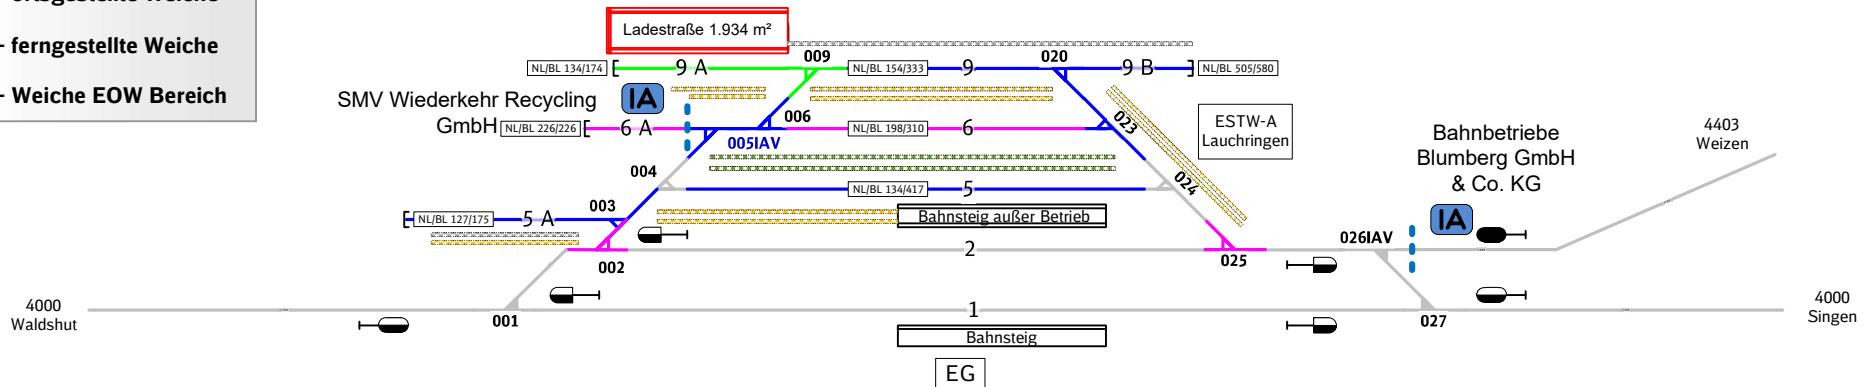 - ferngestellte Weiche
- Weiche EOW Bereich
Ladestraße 1.934 m²
009
020
NL/BL 134/174
9 A
NL/BL 154/333
9
9 B
NL/BL 505/580
SMV Wiederkehr Recycling
GmbH
IA
006
023
NL/BL 226/226
6 A
NL/BL 198/310
6
005IAV
ESTW-A
Lauchringen
Bahnbetriebe
Blumberg GmbH
& Co. KG
IA
4403
Weizen
004
024
NL/BL 134/417
5
003
NL/BL 127/175
5 A
Bahnsteig außer Betrieb
002
2
025
026IAV
4000
Waldshut
001
1
027
4000
Singen
Bahnsteig
EG